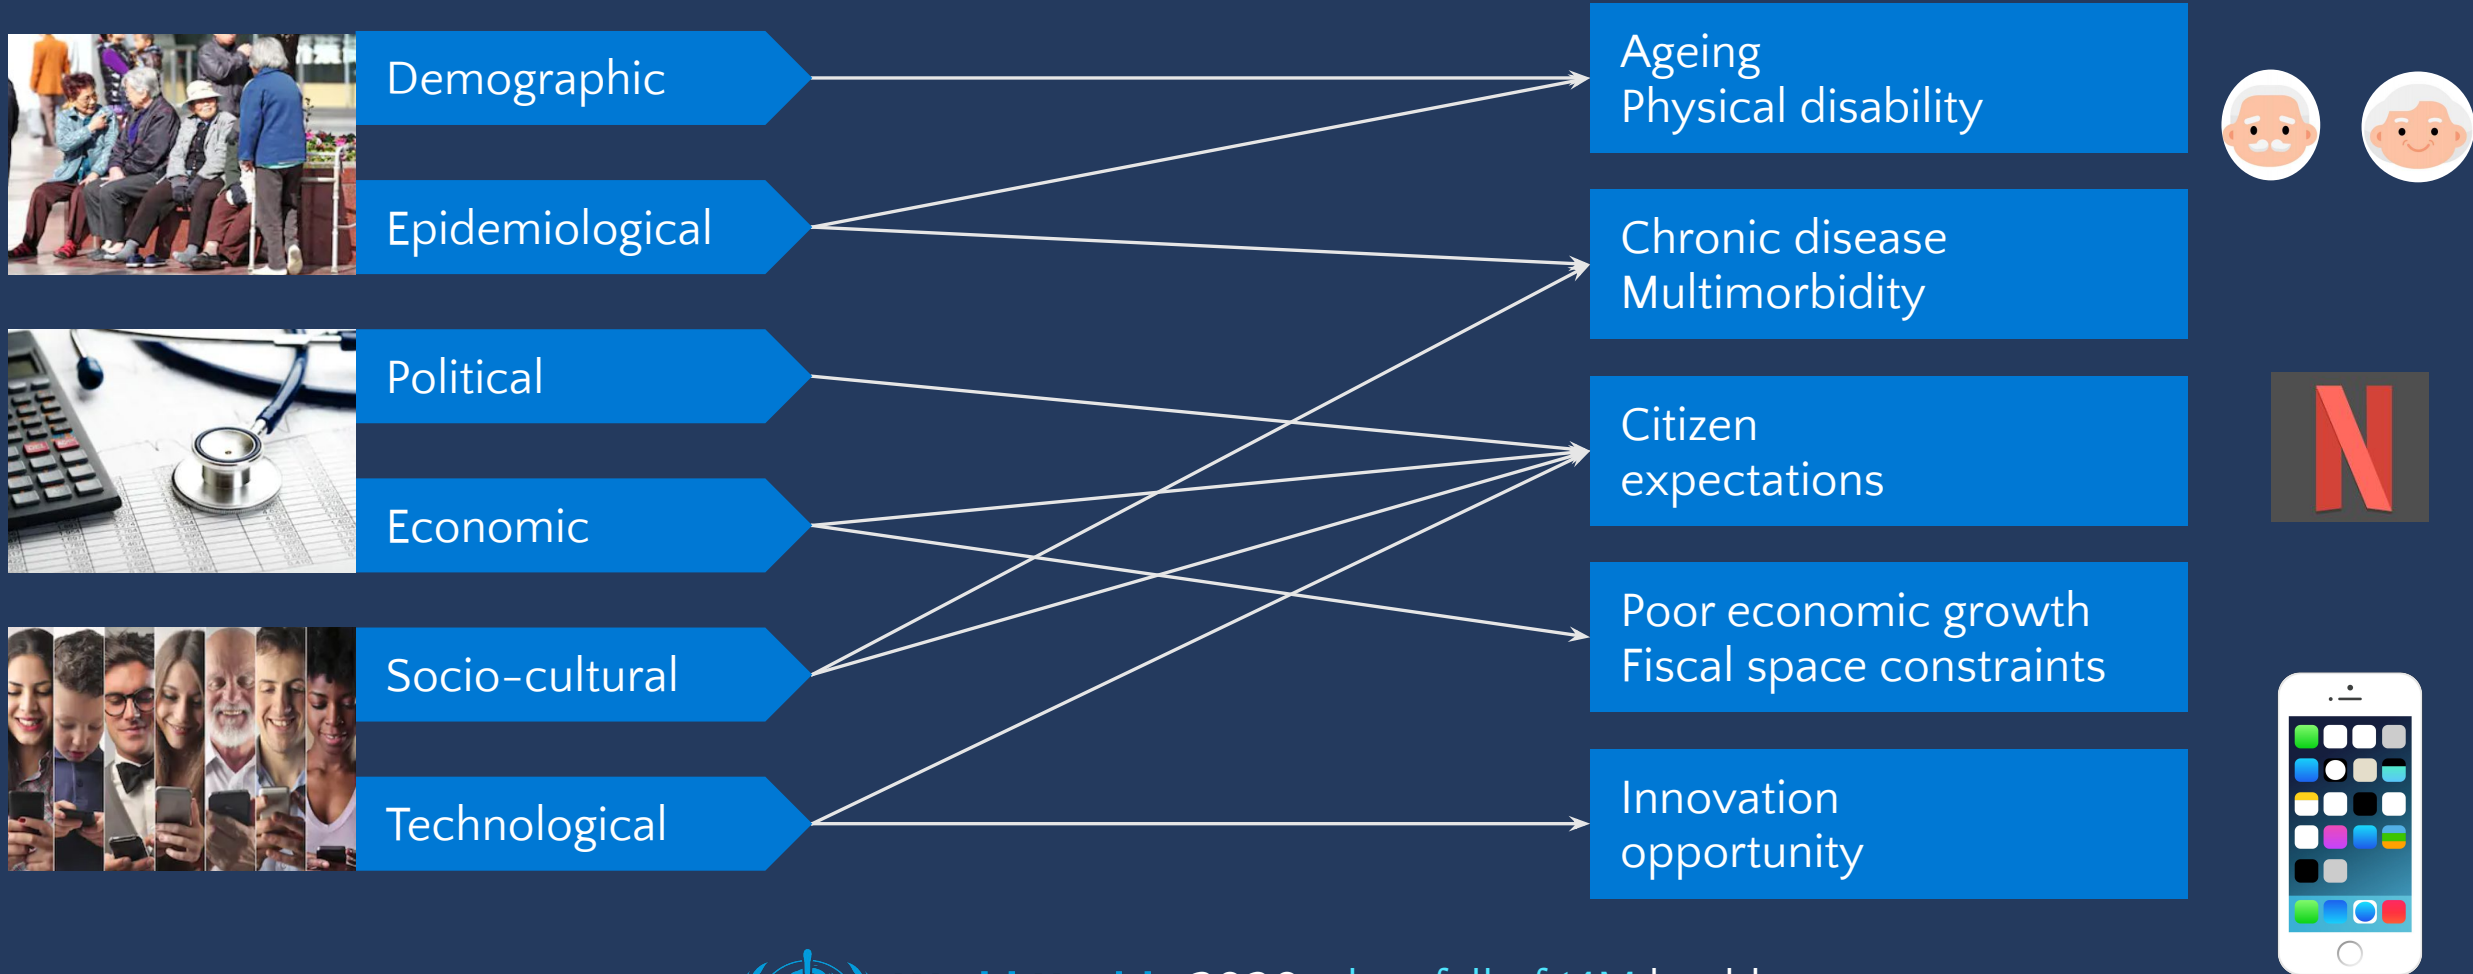 Demographic
Epidemiological
Political
Economic
Socio-cultural
Technological
Ageing
Physical disability
Chronic disease
Multimorbidity
Citizen
expectations
Poor economic growth
Fiscal space constraints
Innovation
opportunity
N